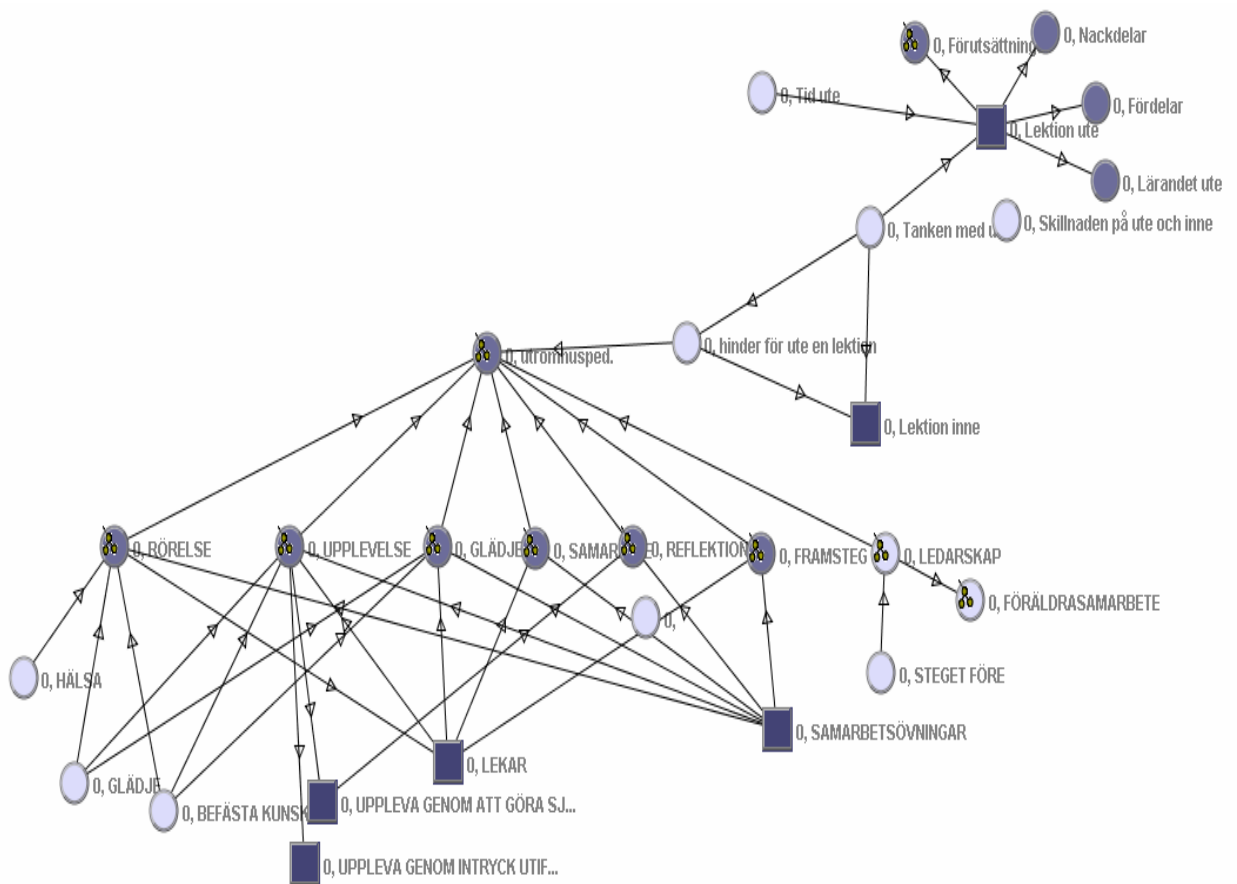 0, Förutsättning
0, Nackdelar
0, Tid ute
0, Fördelar
0, Lektion ute
0, Lärandet ute
0, Tanken med u
0, Skillnaden på ute och inne
0, hinder för ute en lektion
0, utromhusped.
0, Lektion inne
0, RÖRELSE
0, UPPLEVELSE
0, GLÄDJE
0, SAMAR
0, REFLEKTION
0, FRAMSTEG
0, LEDARSKAP
0, FÖRÄLDRASAMARBETE
0,
0, HÄLSA
0, STEGET FÖRE
0, SAMARBETSÖVNINGAR
0, LEKAR
0, GLÄDJE
0, BEFÄSTA KUNSK
0, UPPLEVA GENOM ATT GÖRA SJ...
0, UPPLEVA GENOM INTRYCK UTIF...